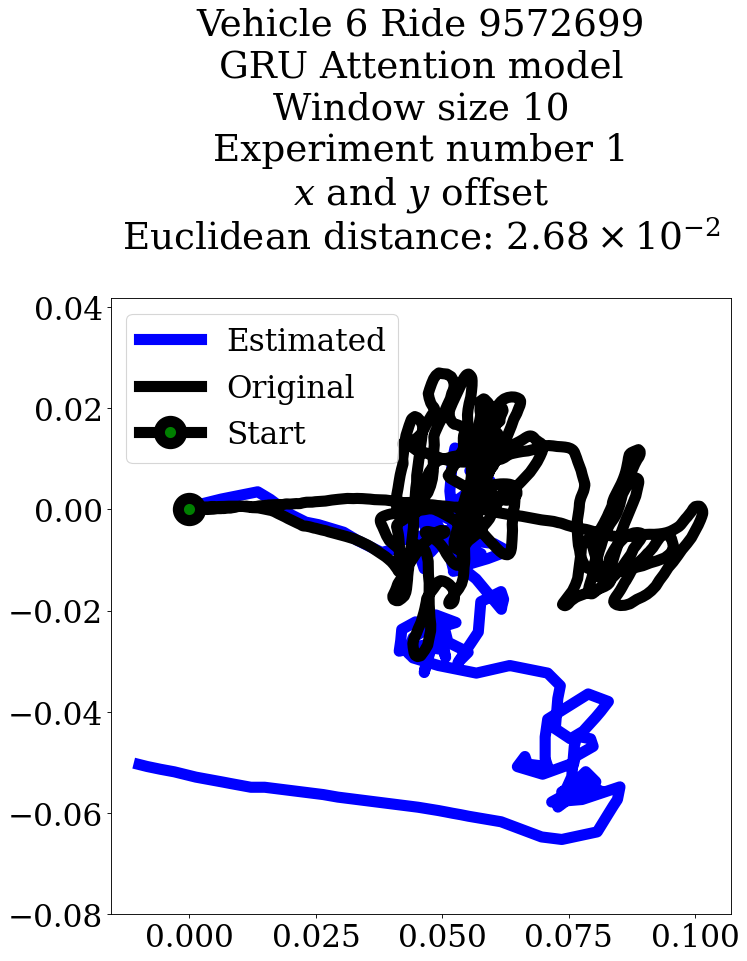 Vehicle 6 Ride 9572699
GRU Attention model
Window size 10
Experiment number 1
x and y offset
Euclidean distance: 2.68 × 10⁻²
Estimated
Original
Start
0.04
0.02
0.00
−0.02
−0.04
−0.06
−0.08
0.000 0.025 0.050 0.075 0.100